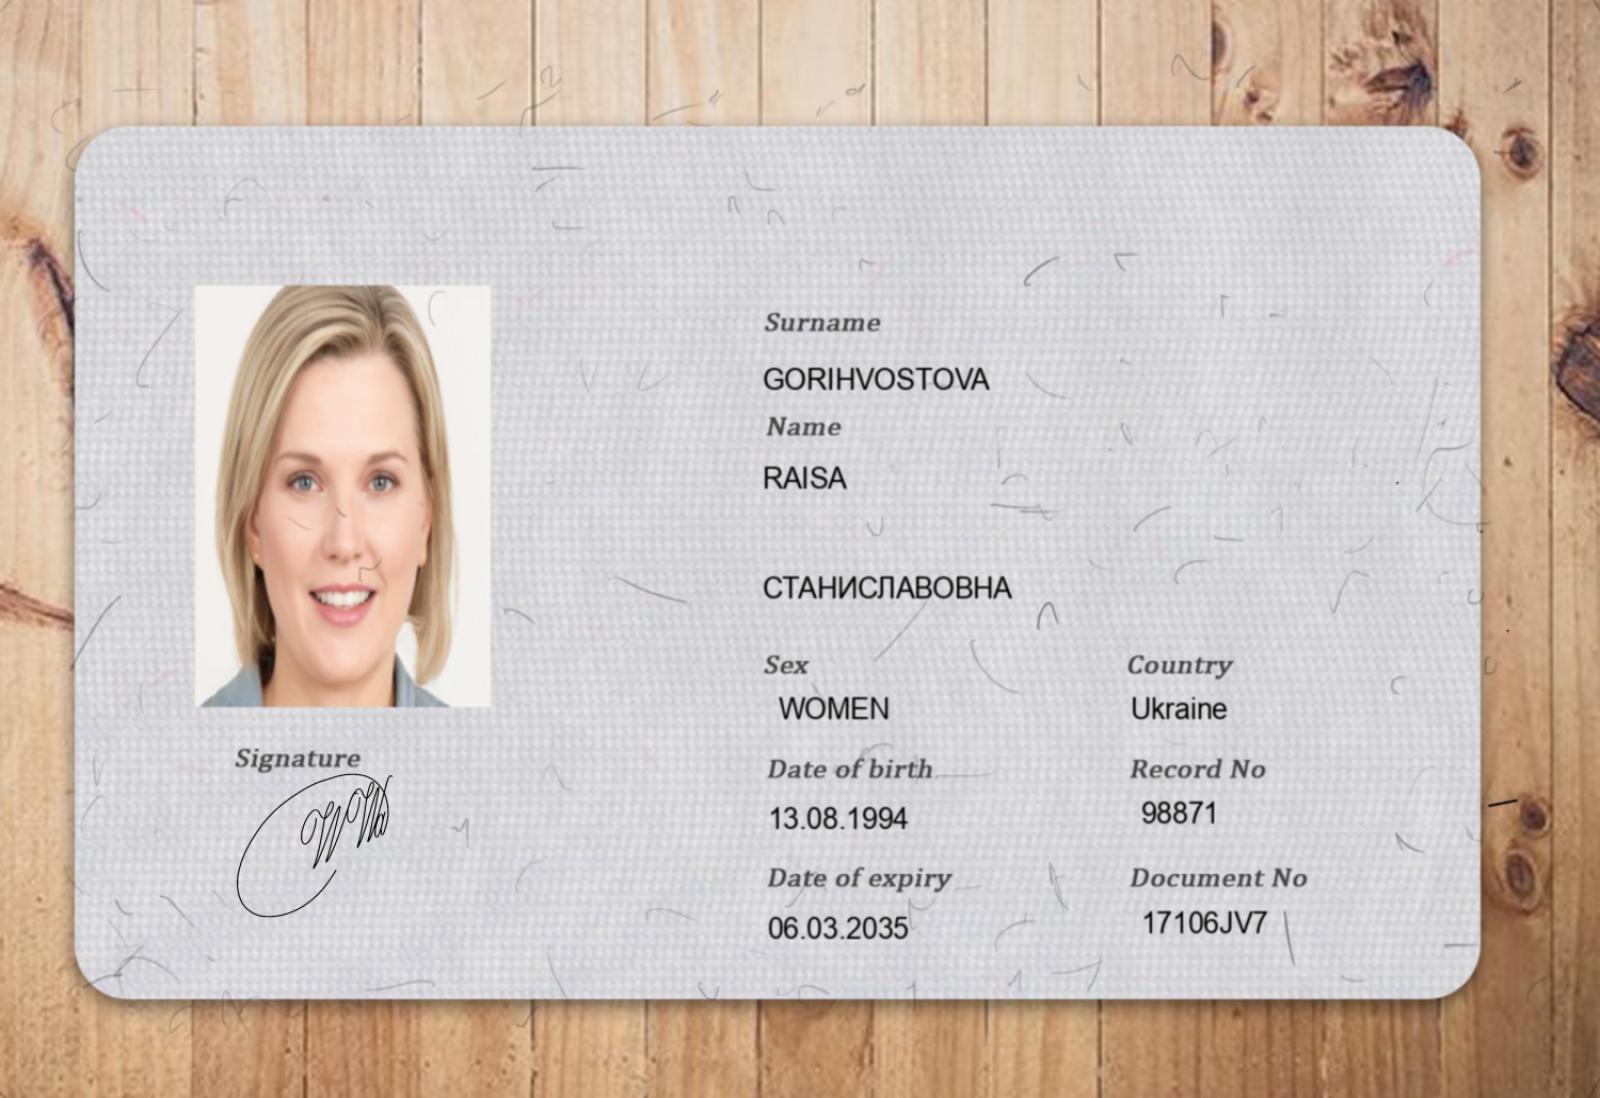 Surname
GORIHVOSTOVA
Name
RAISA
СТАНИСЛАВОВНА
Sex
WOMEN
Country
Ukraine
Date of birth
13.08.1994
Record No
98871
Date of expiry
06.03.2035
Document No
17106JV7
Signature